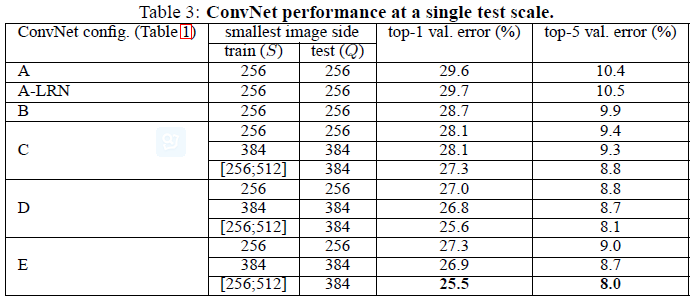 Table 3: ConvNet performance at a single test scale.
ConvNet config. (Table 1) smallest image side top-1 val. error (%) top-5 val. error (%)
train (S) test (Q)
A 256 256 29.6 10.4
A-LRN 256 256 29.7 10.5
B 256 256 28.7 9.9
256 256 28.1 9.4
C 384 384 28.1 9.3
[256;512] 384 27.3 8.8
256 256 27.0 8.8
D 384 384 26.8 8.7
[256;512] 384 25.6 8.1
256 256 27.3 9.0
E 384 384 26.9 8.7
[256;512] 384 25.5 8.0